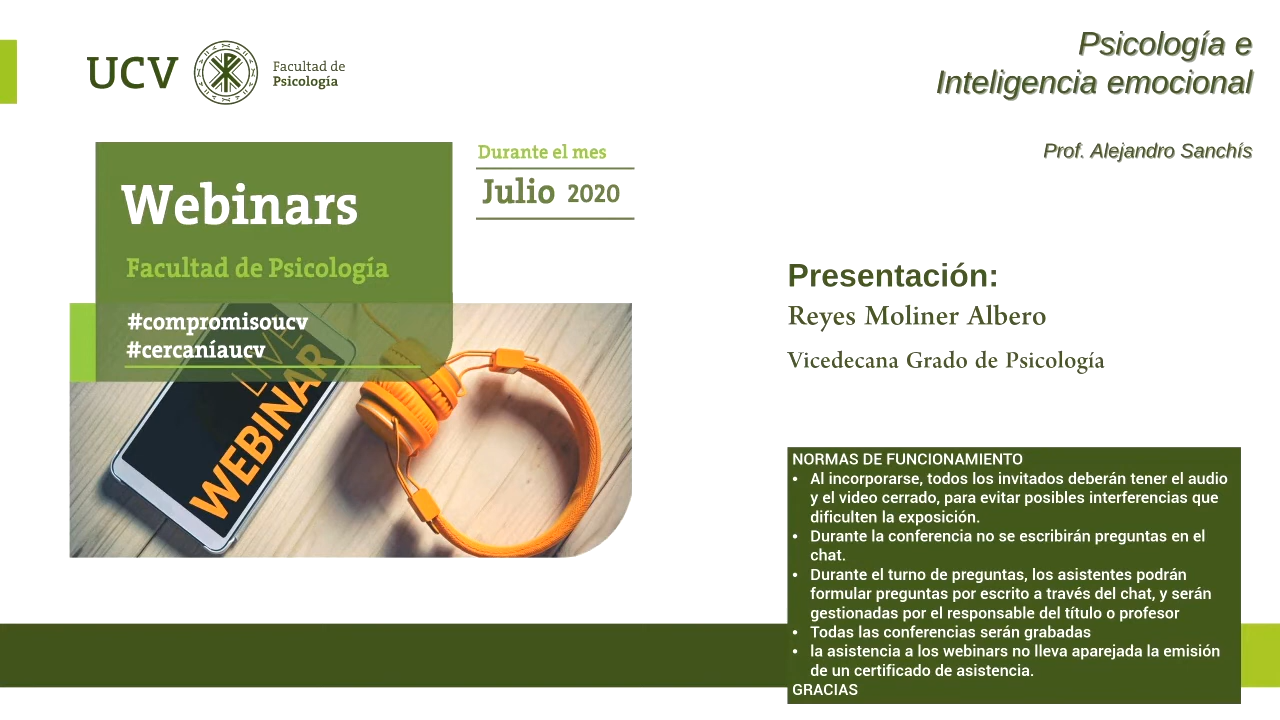 UCV
Facultad de
Psicología
Psicología e
Inteligencia emocional
Prof. Alejandro Sanchís
Durante el mes
Julio 2020
Webinars
Facultad de Psicología
#compromisoucv
#cercaníaucv
LIVE
WEBINAR
Presentación:
Reyes Moliner Albero
Vicedecana Grado de Psicología
NORMAS DE FUNCIONAMIENTO
• Al incorporarse, todos los invitados deberán tener el audio
y el video cerrado, para evitar posibles interferencias que
dificulten la exposición.
• Durante la conferencia no se escribirán preguntas en el
chat.
• Durante el turno de preguntas, los asistentes podrán
formular preguntas por escrito a través del chat, y serán
gestionadas por el responsable del título o profesor
• Todas las conferencias serán grabadas
• la asistencia a los webinars no lleva aparejada la emisión
de un certificado de asistencia.
GRACIAS